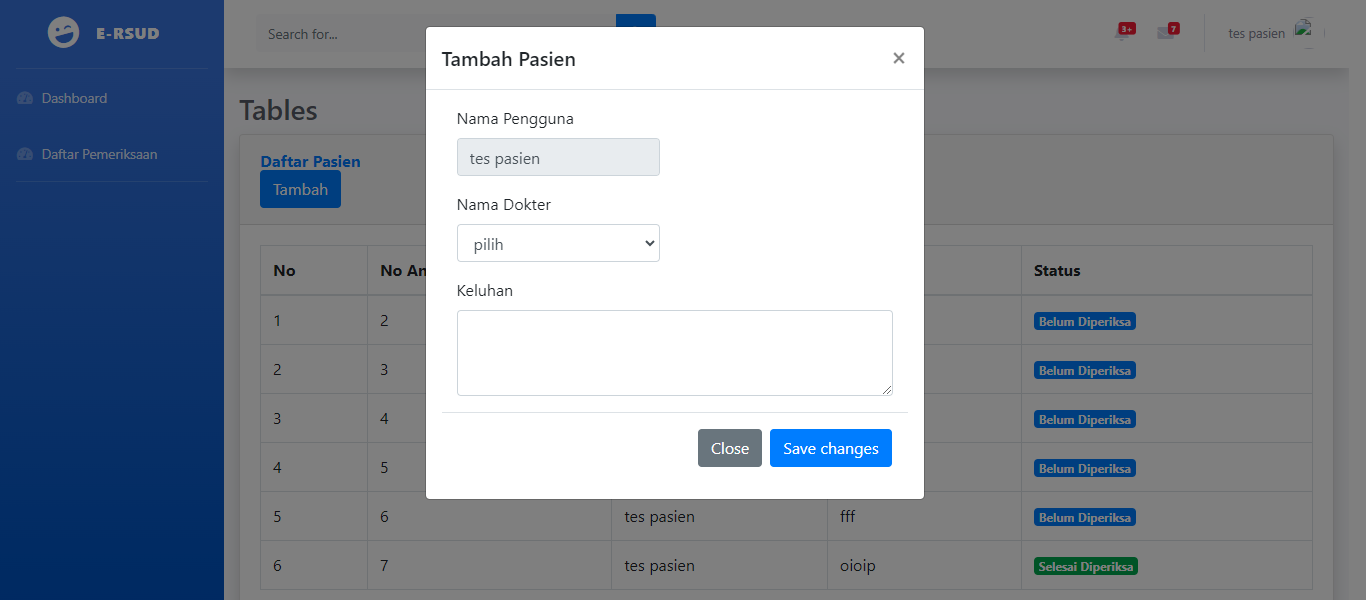 E-RSUD
Search for...
3+
7
tes pasien
Dashboard
Daftar Pemeriksaan
Tables
Daftar Pasien
Tambah
Tambah Pasien
×
Nama Pengguna
tes pasien
Nama Dokter
pilih
Keluhan
Close
Save changes
No
No An
Status
1
2
Belum Diperiksa
2
3
Belum Diperiksa
3
4
Belum Diperiksa
4
5
Belum Diperiksa
5
6
tes pasien
fff
Belum Diperiksa
6
7
tes pasien
oioip
Selesai Diperiksa